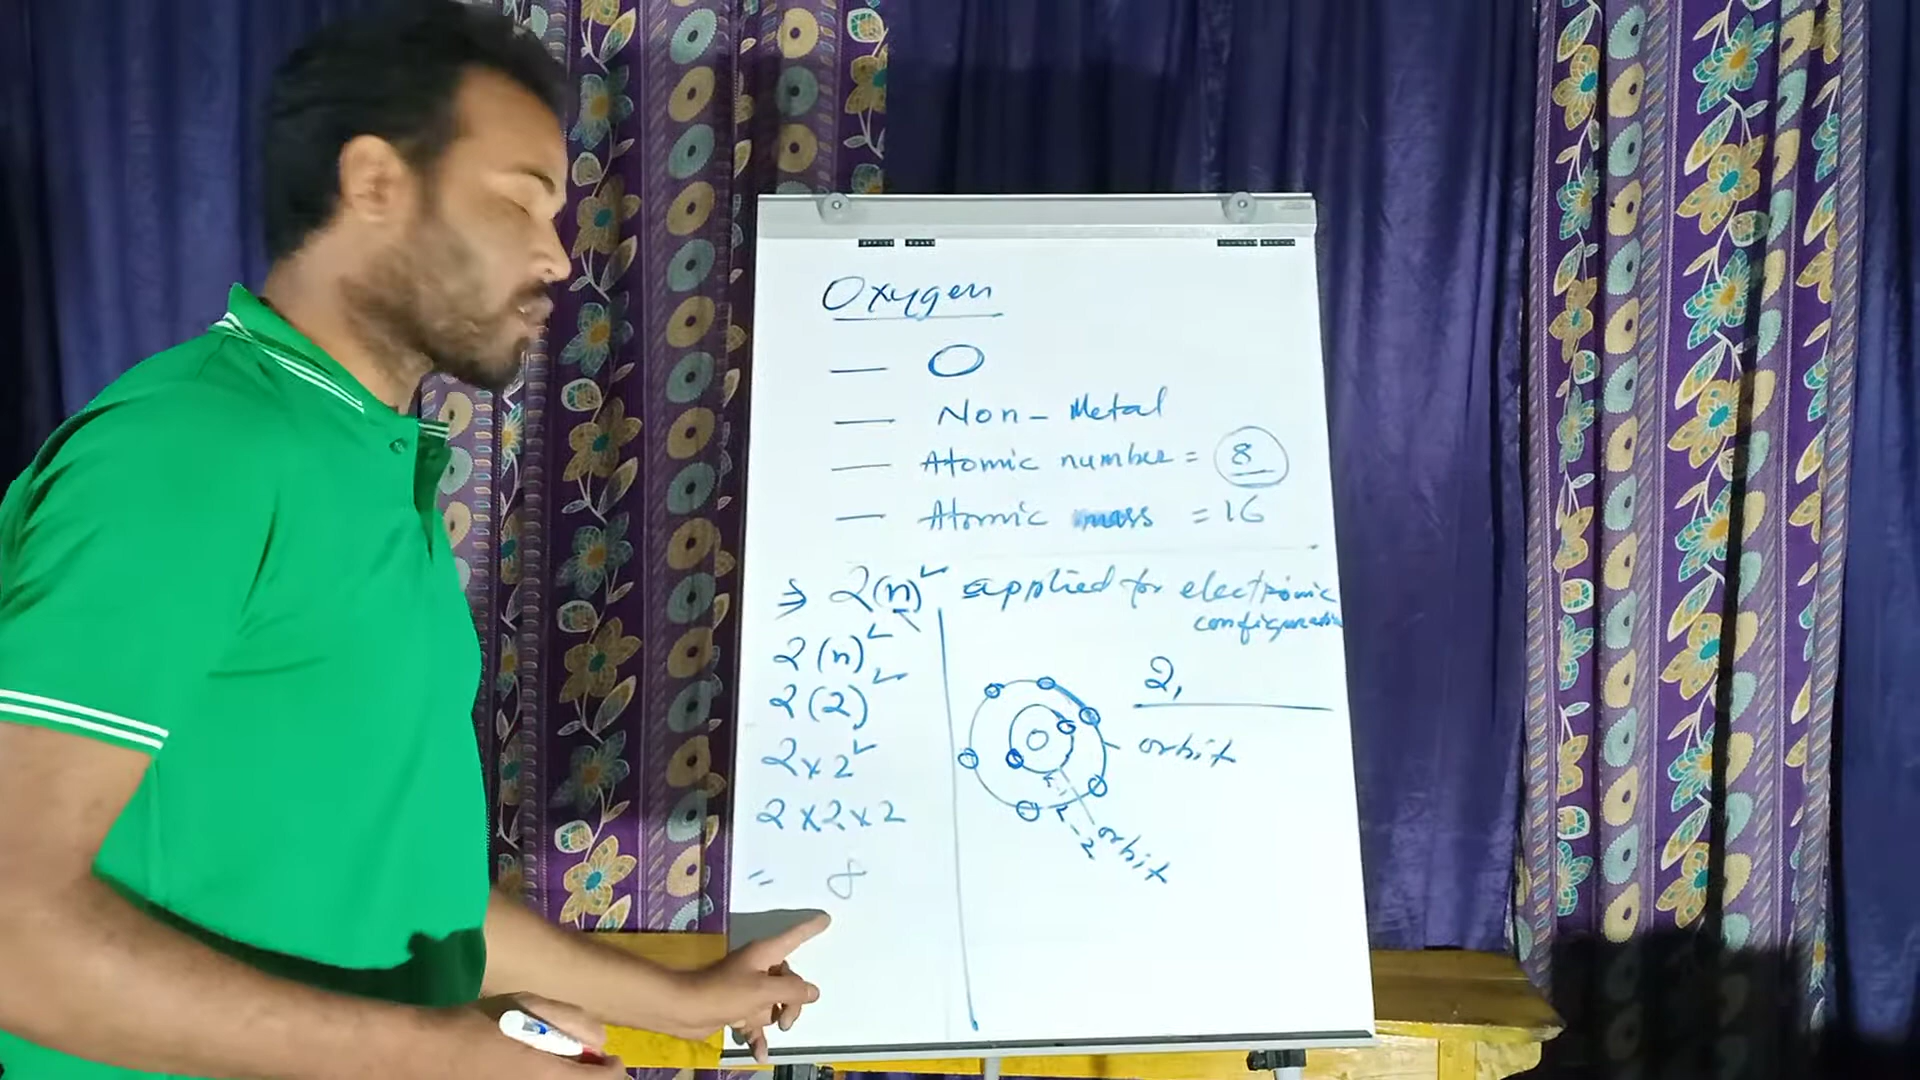 Oxygen
— O
— Non-Metal
— Atomic number = 8
— Atomic mass = 16
⇒ 2(n)² applied for electronic
configuration
2(n)²
2(2)²
2×2²
2×2×2
= 8
2,
orbit
orbit